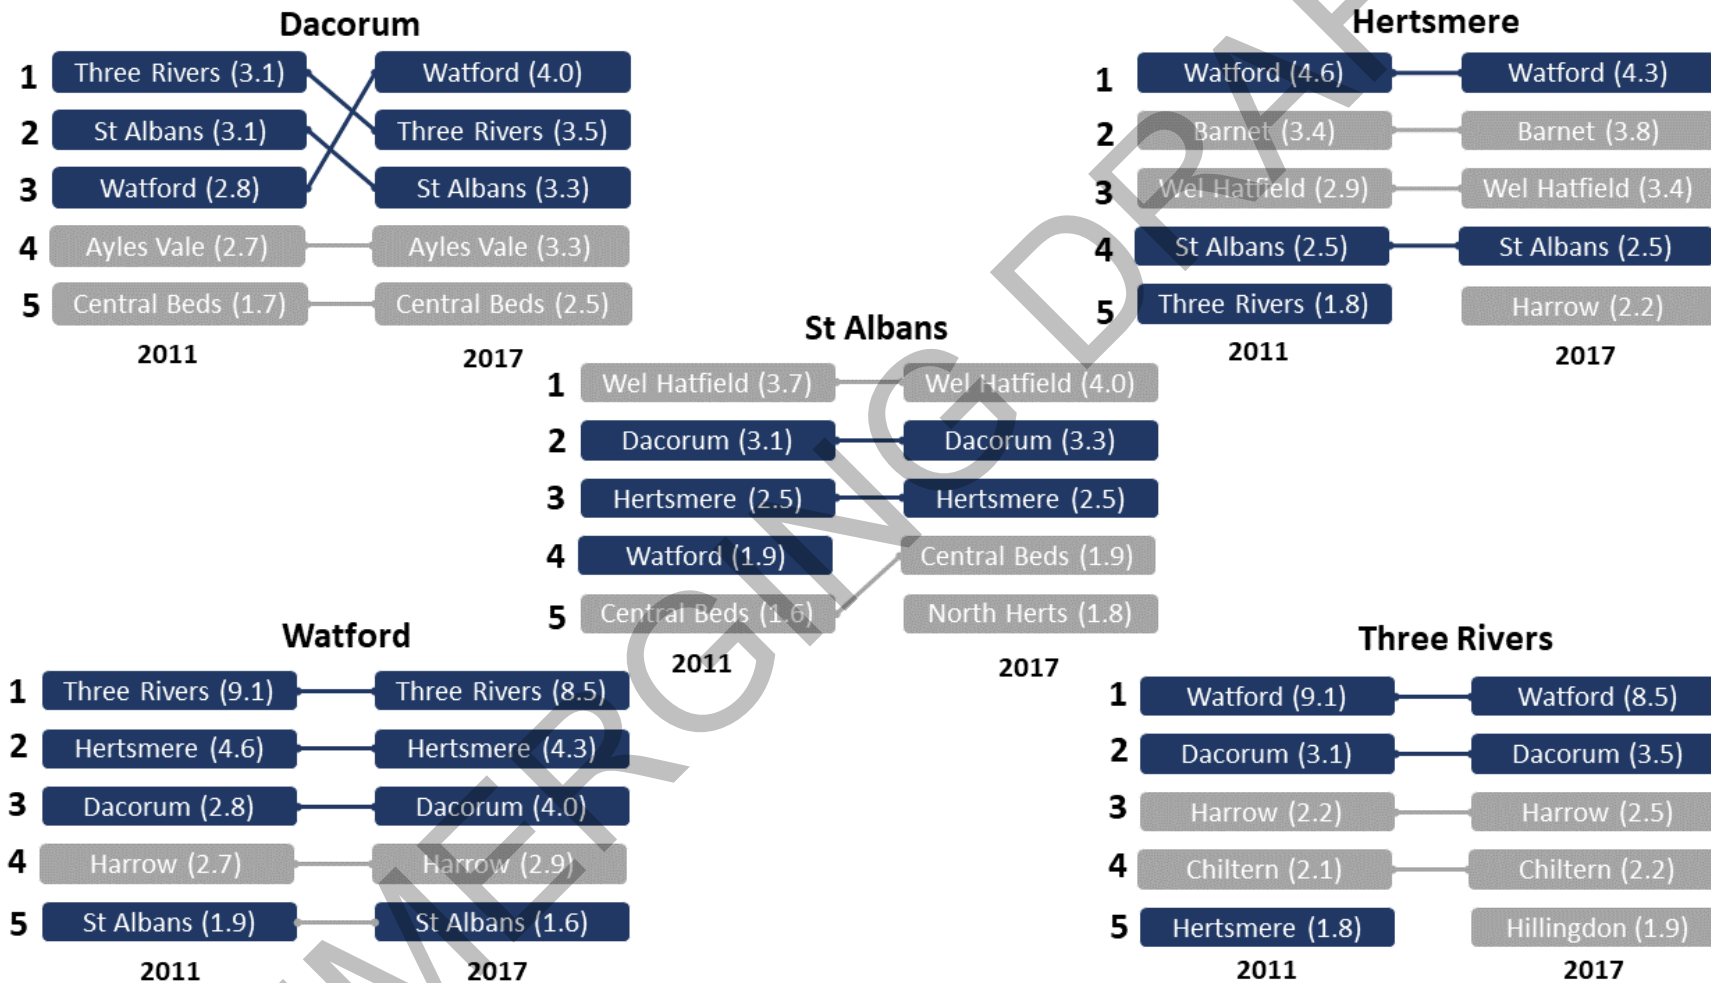 Dacorum
1 Three Rivers (3.1) Watford (4.0)
2 St Albans (3.1) Three Rivers (3.5)
3 Watford (2.8) St Albans (3.3)
4 Ayles Vale (2.7) Ayles Vale (3.3)
5 Central Beds (1.7) Central Beds (2.5)
2011 2017
Hertsmere
1 Watford (4.6) Watford (4.3)
2 Barnet (3.4) Barnet (3.8)
3 Wel Hatfield (2.9) Wel Hatfield (3.4)
4 St Albans (2.5) St Albans (2.5)
5 Three Rivers (1.8) Harrow (2.2)
2011 2017
St Albans
1 Wel Hatfield (3.7) Wel Hatfield (4.0)
2 Dacorum (3.1) Dacorum (3.3)
3 Hertsmere (2.5) Hertsmere (2.5)
4 Watford (1.9) Central Beds (1.9)
5 Central Beds (1.6) North Herts (1.8)
2011 2017
Watford
1 Three Rivers (9.1) Three Rivers (8.5)
2 Hertsmere (4.6) Hertsmere (4.3)
3 Dacorum (2.8) Dacorum (4.0)
4 Harrow (2.7) Harrow (2.9)
5 St Albans (1.9) St Albans (1.6)
2011 2017
Three Rivers
1 Watford (9.1) Watford (8.5)
2 Dacorum (3.1) Dacorum (3.5)
3 Harrow (2.2) Harrow (2.5)
4 Chiltern (2.1) Chiltern (2.2)
5 Hertsmere (1.8) Hillingdon (1.9)
2011 2017